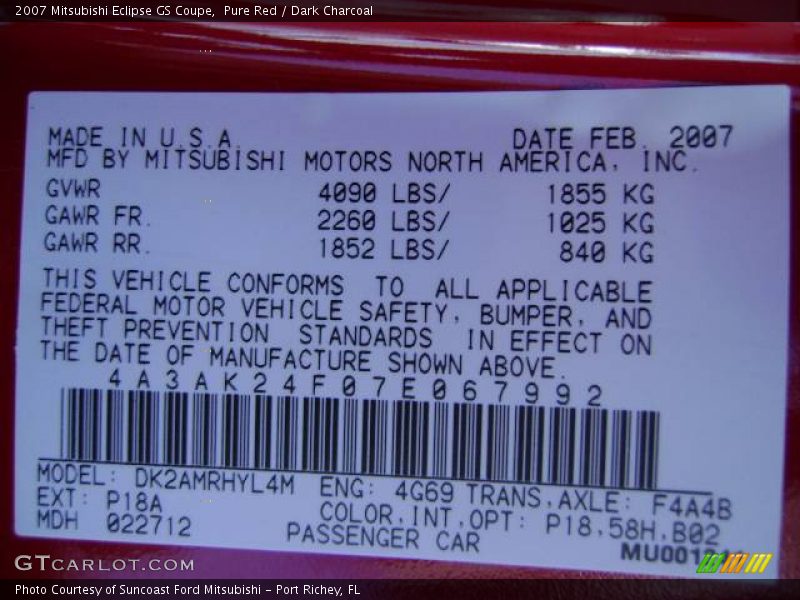 2007 Mitsubishi Eclipse GS Coupe,  Pure Red / Dark Charcoal
MADE IN U.S.A. DATE FEB. 2007
MFD BY MITSUBISHI MOTORS NORTH AMERICA, INC.
GVWR 4090 LBS/ 1855 KG
GAWR FR. 2260 LBS/ 1025 KG
GAWR RR. 1852 LBS/ 840 KG
THIS VEHICLE CONFORMS TO ALL APPLICABLE
FEDERAL MOTOR VEHICLE SAFETY, BUMPER, AND
THEFT PREVENTION STANDARDS IN EFFECT ON
THE DATE OF MANUFACTURE SHOWN ABOVE.
4A3AK24F07E067992
MODEL: DK2AMRHYL4M ENG: 4G69 TRANS,AXLE: F4A4B
EXT: P18A COLOR,INT,OPT: P18,58H,B02
MDH 022712 PASSENGER CAR
GTCARLOT.COM
Photo Courtesy of Suncoast Ford Mitsubishi - Port Richey, FL